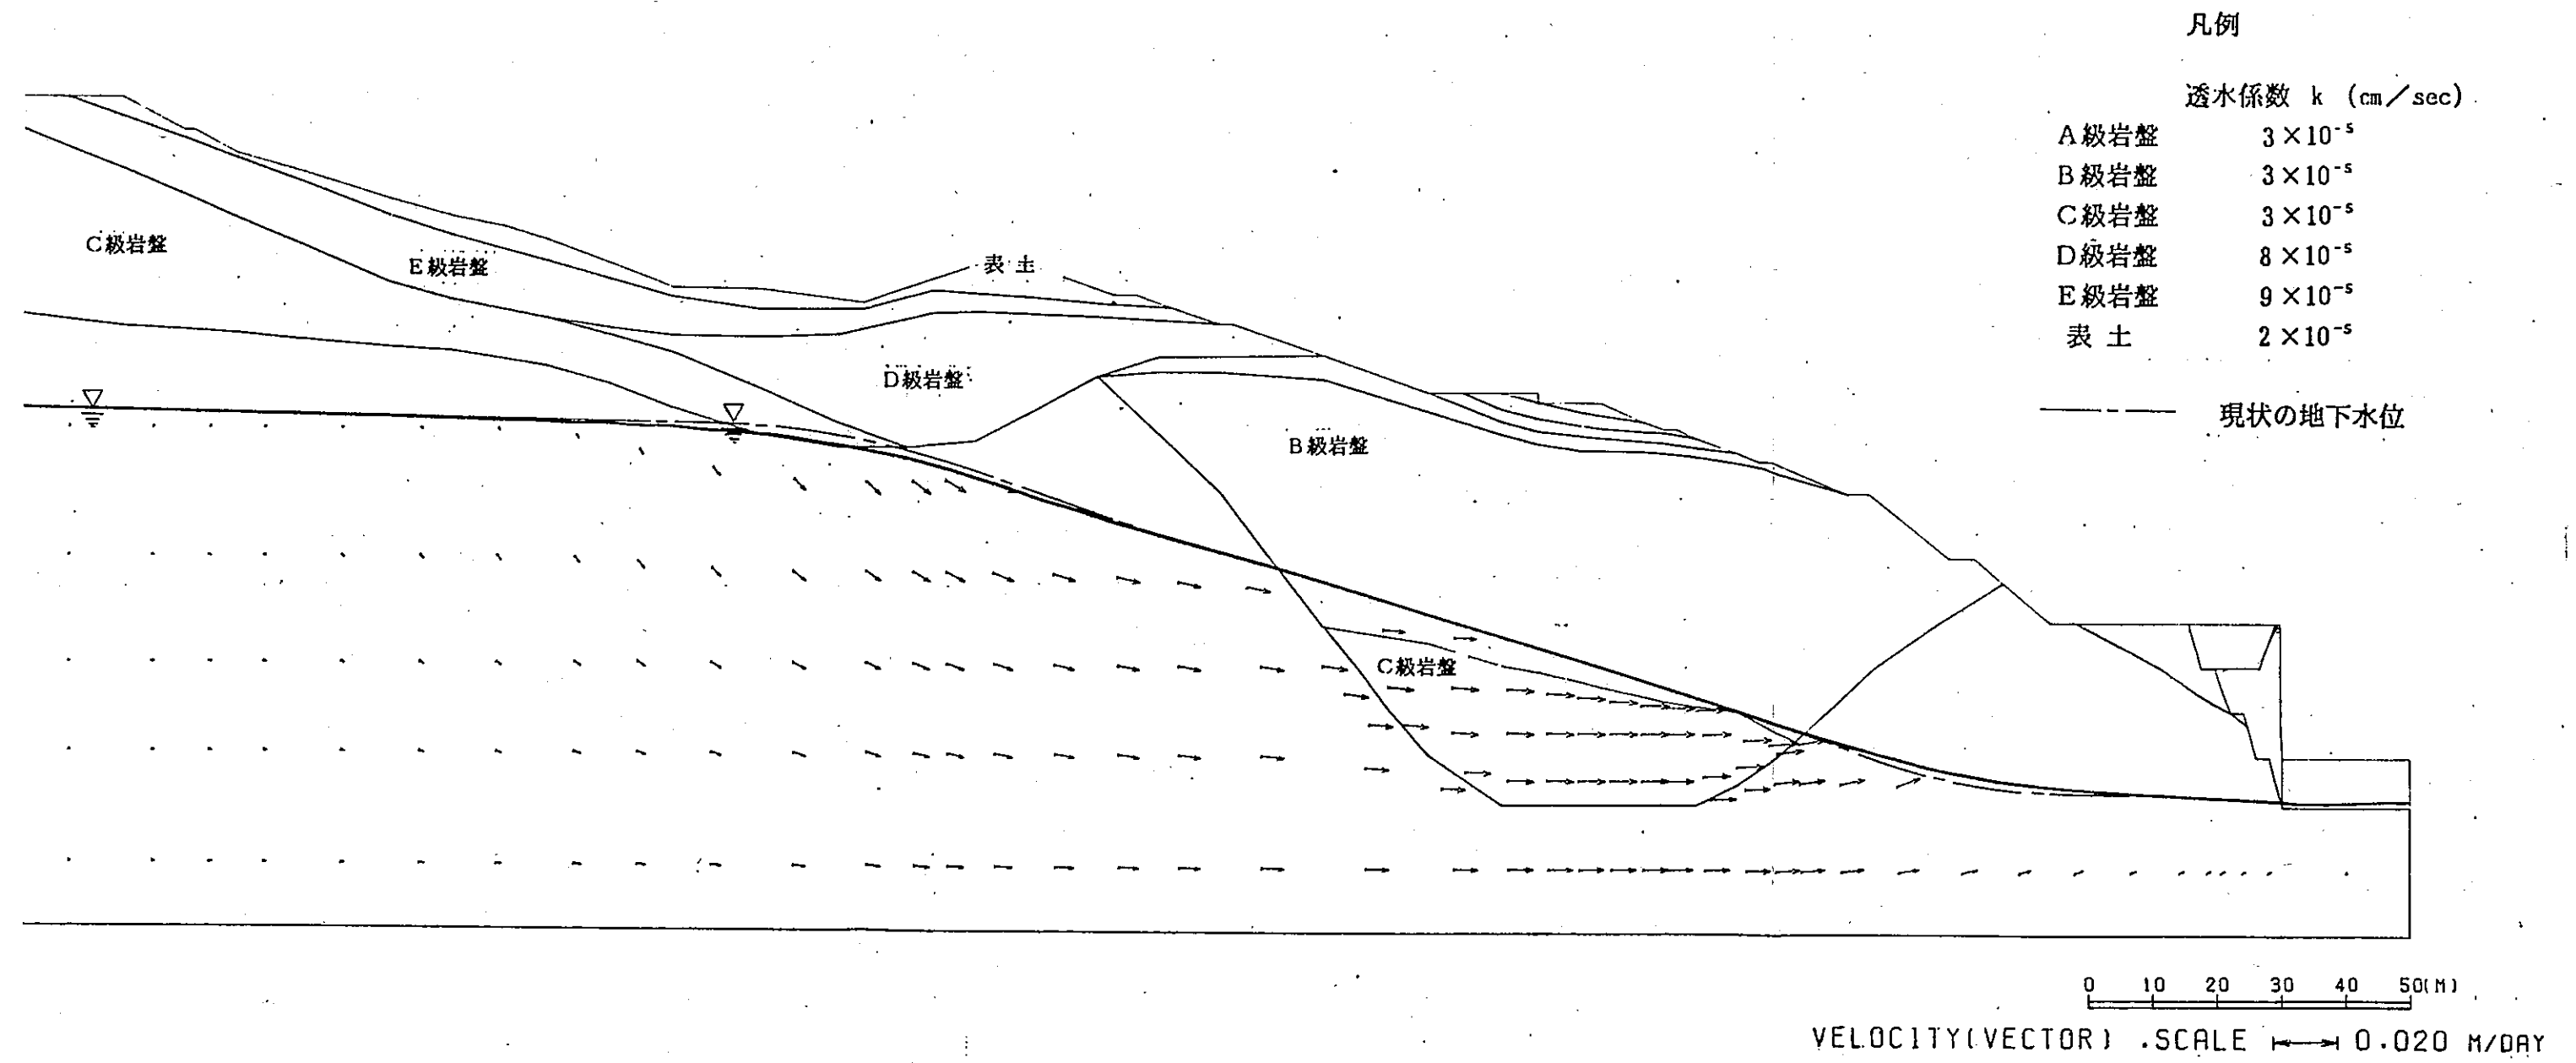 凡例
透水係数 k (cm/sec)
A級岩盤 3×10⁻⁵
B級岩盤 3×10⁻⁵
C級岩盤 3×10⁻⁵
D級岩盤 8×10⁻⁵
E級岩盤 9×10⁻⁵
表土 2×10⁻⁵
現状の地下水位
C級岩盤
E級岩盤
表土
D級岩盤
B級岩盤
C級岩盤
0 10 20 30 40 50(M)
VELOCITY(VECTOR) .SCALE 0.020 M/DAY